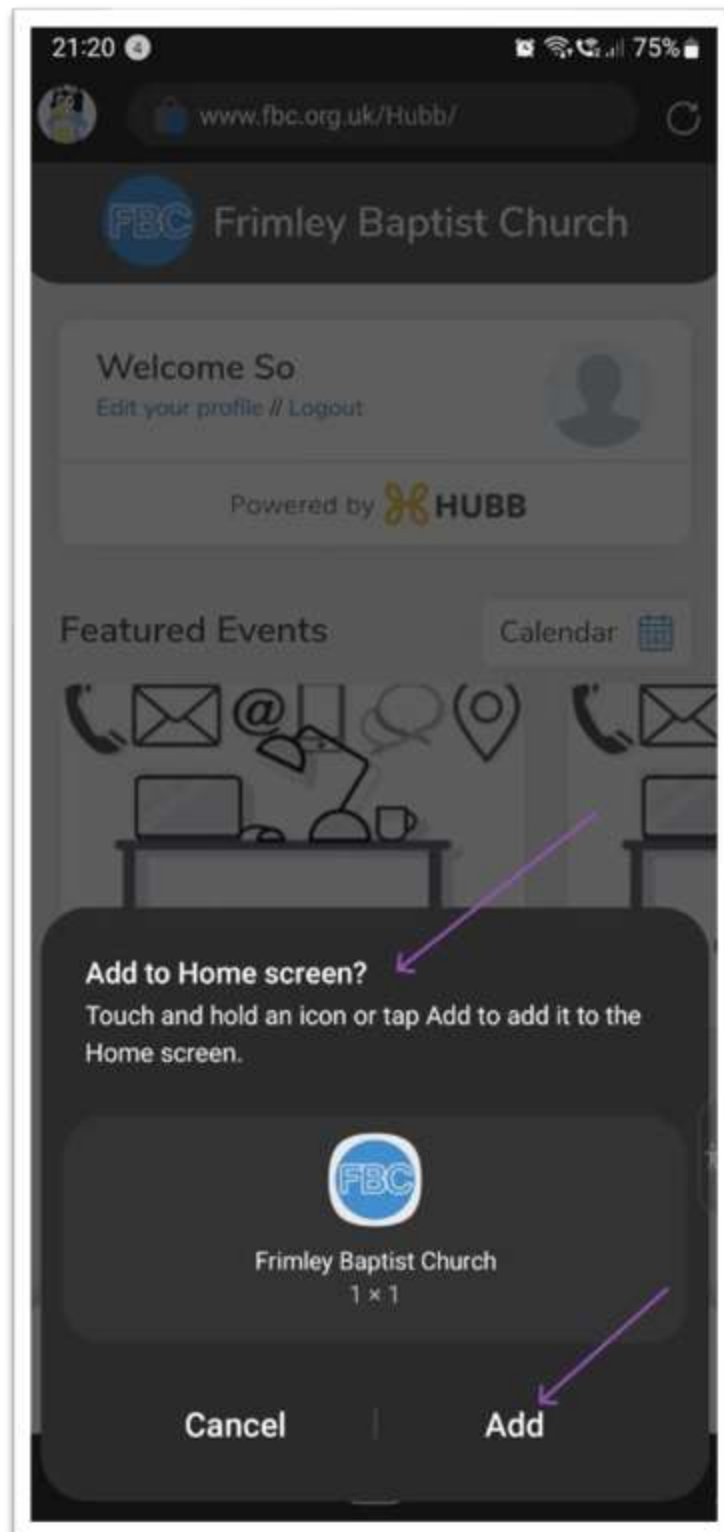 21:20 4 75%
www.fbc.org.uk/Hubb/
FBC Frimley Baptist Church
Welcome So
Edit your profile // Logout
Powered by HUBB
Featured Events Calendar
@
Add to Home screen?
Touch and hold an icon or tap Add to add it to the
Home screen.
FBC
Frimley Baptist Church
1 × 1
Cancel Add